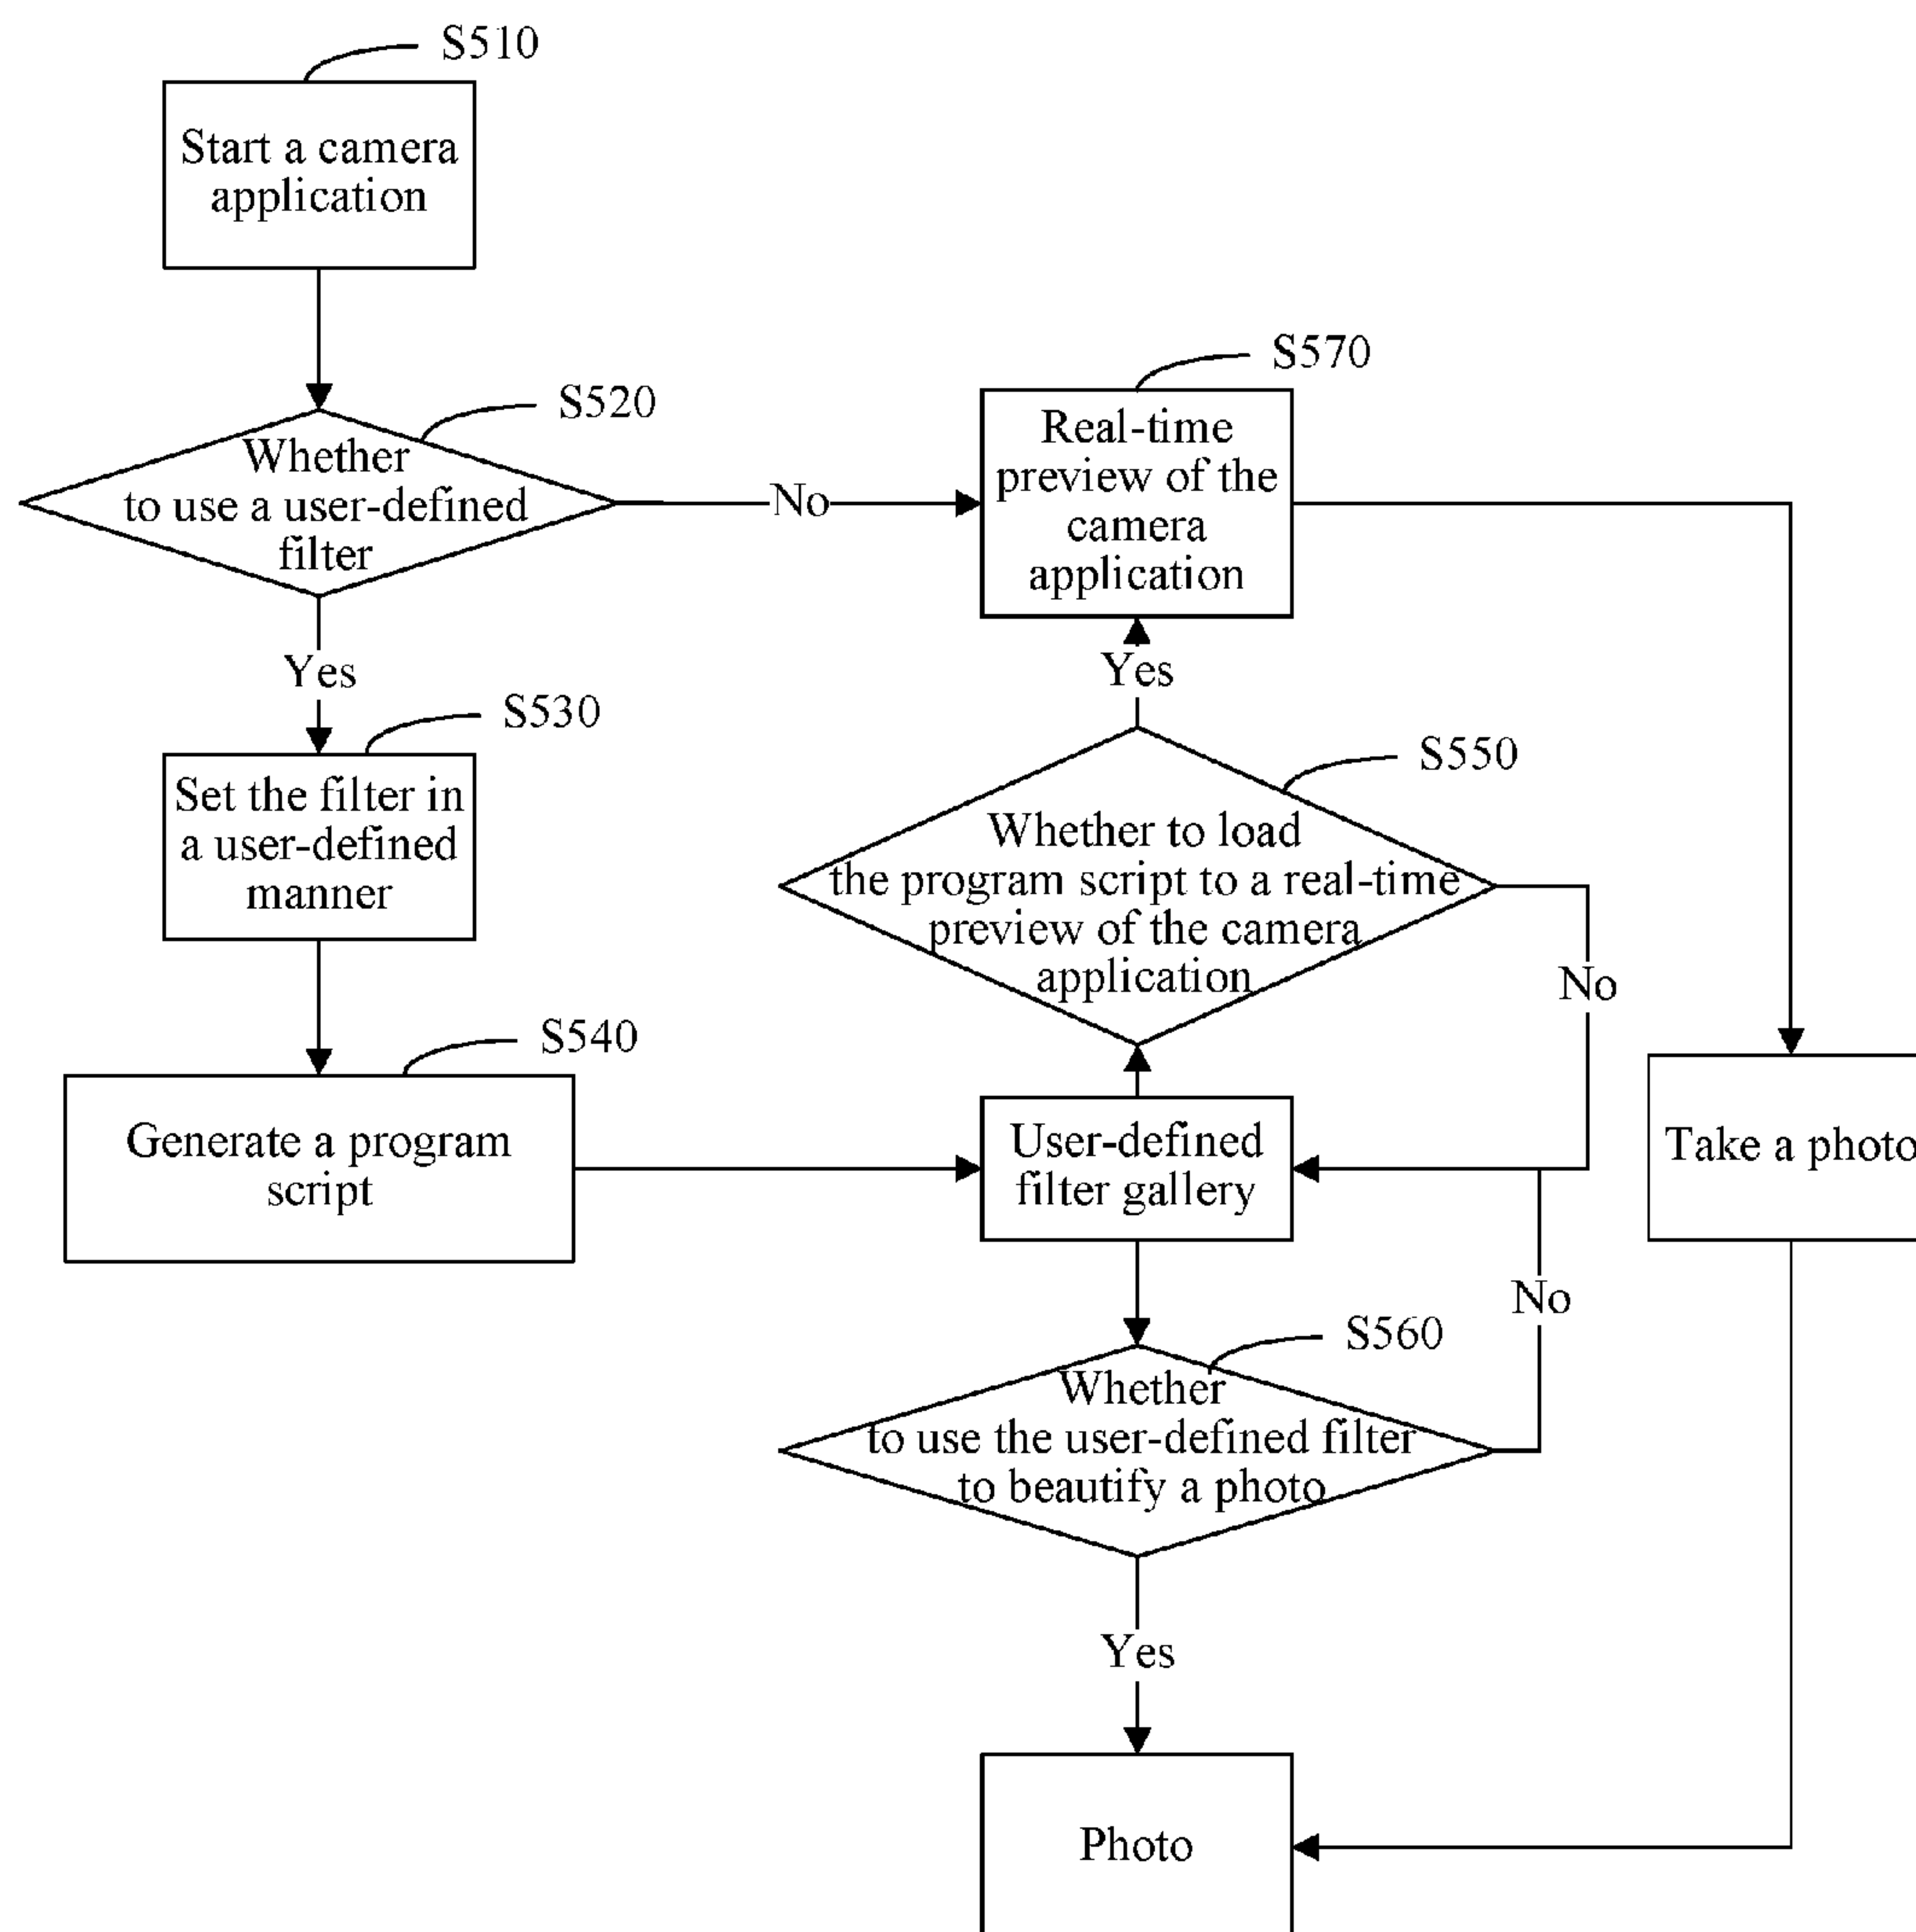 S510
Start a camera
application
S520
Whether
to use a user-defined
filter
No
S570
Real-time
preview of the
camera
application
Yes
S530
Set the filter in
a user-defined
manner
Yes
S550
Whether to load
the program script to a real-time
preview of the camera
application
No
S540
Generate a program
script
User-defined
filter gallery
Take a photo
No
S560
Whether
to use the user-defined filter
to beautify a photo
Yes
Photo